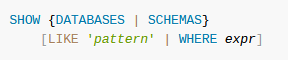 SHOW {DATABASES | SCHEMAS}
    [LIKE 'pattern' | WHERE expr]